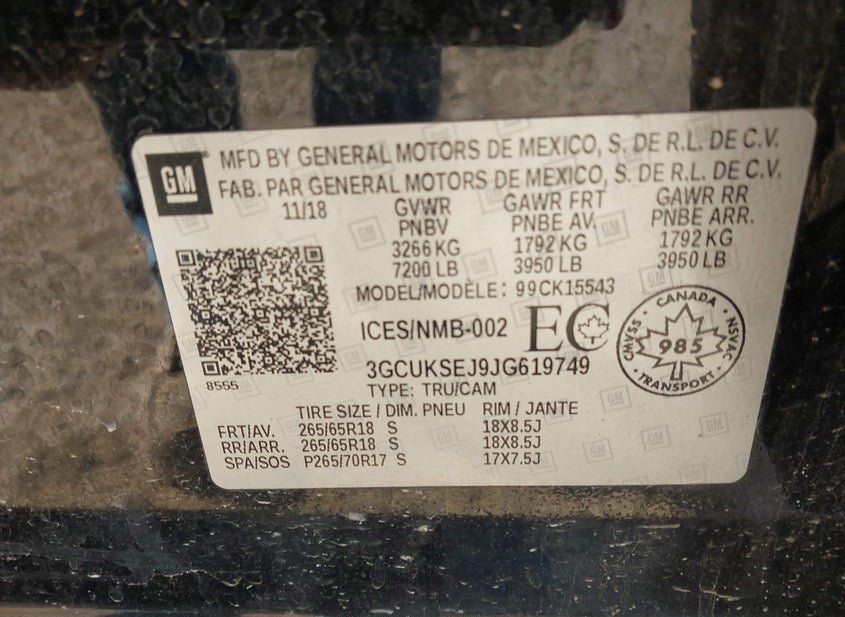 GM
MFD BY GENERAL MOTORS DE MEXICO, S. DE R.L. DE C.V.
FAB. PAR GENERAL MOTORS DE MEXICO, S. DE R.L. DE C.V.
11/18 GVWR GAWR FRT GAWR RR
PNBV PNBE AV. PNBE ARR.
3266 KG 1792 KG 1792 KG
7200 LB 3950 LB 3950 LB
MODEL/MODÈLE: 99CK15543
ICES/NMB-002 EC
CANADA
CMVSS 985 NSVAC
TRANSPORT
3GCUKSEJ9JG619749
8555
TYPE: TRU/CAM
TIRE SIZE / DIM. PNEU RIM / JANTE
FRT/AV. 265/65R18 S 18X8.5J
RR/ARR. 265/65R18 S 18X8.5J
SPA/SOS P265/70R17 S 17X7.5J